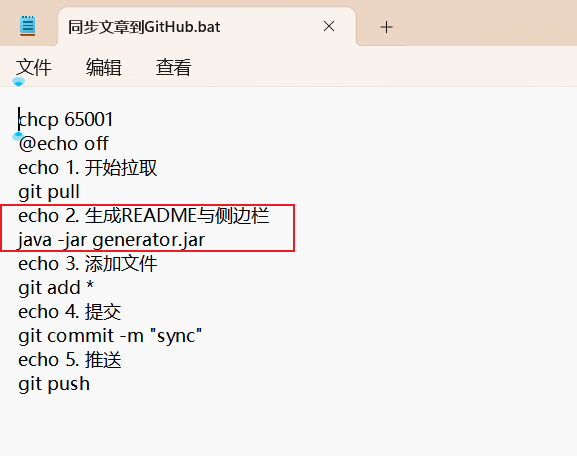 同步文章到GitHub.bat
文件 编辑 查看
chcp 65001
@echo off
echo 1. 开始拉取
git pull
echo 2. 生成README与侧边栏
java -jar generator.jar
echo 3. 添加文件
git add *
echo 4. 提交
git commit -m "sync"
echo 5. 推送
git push